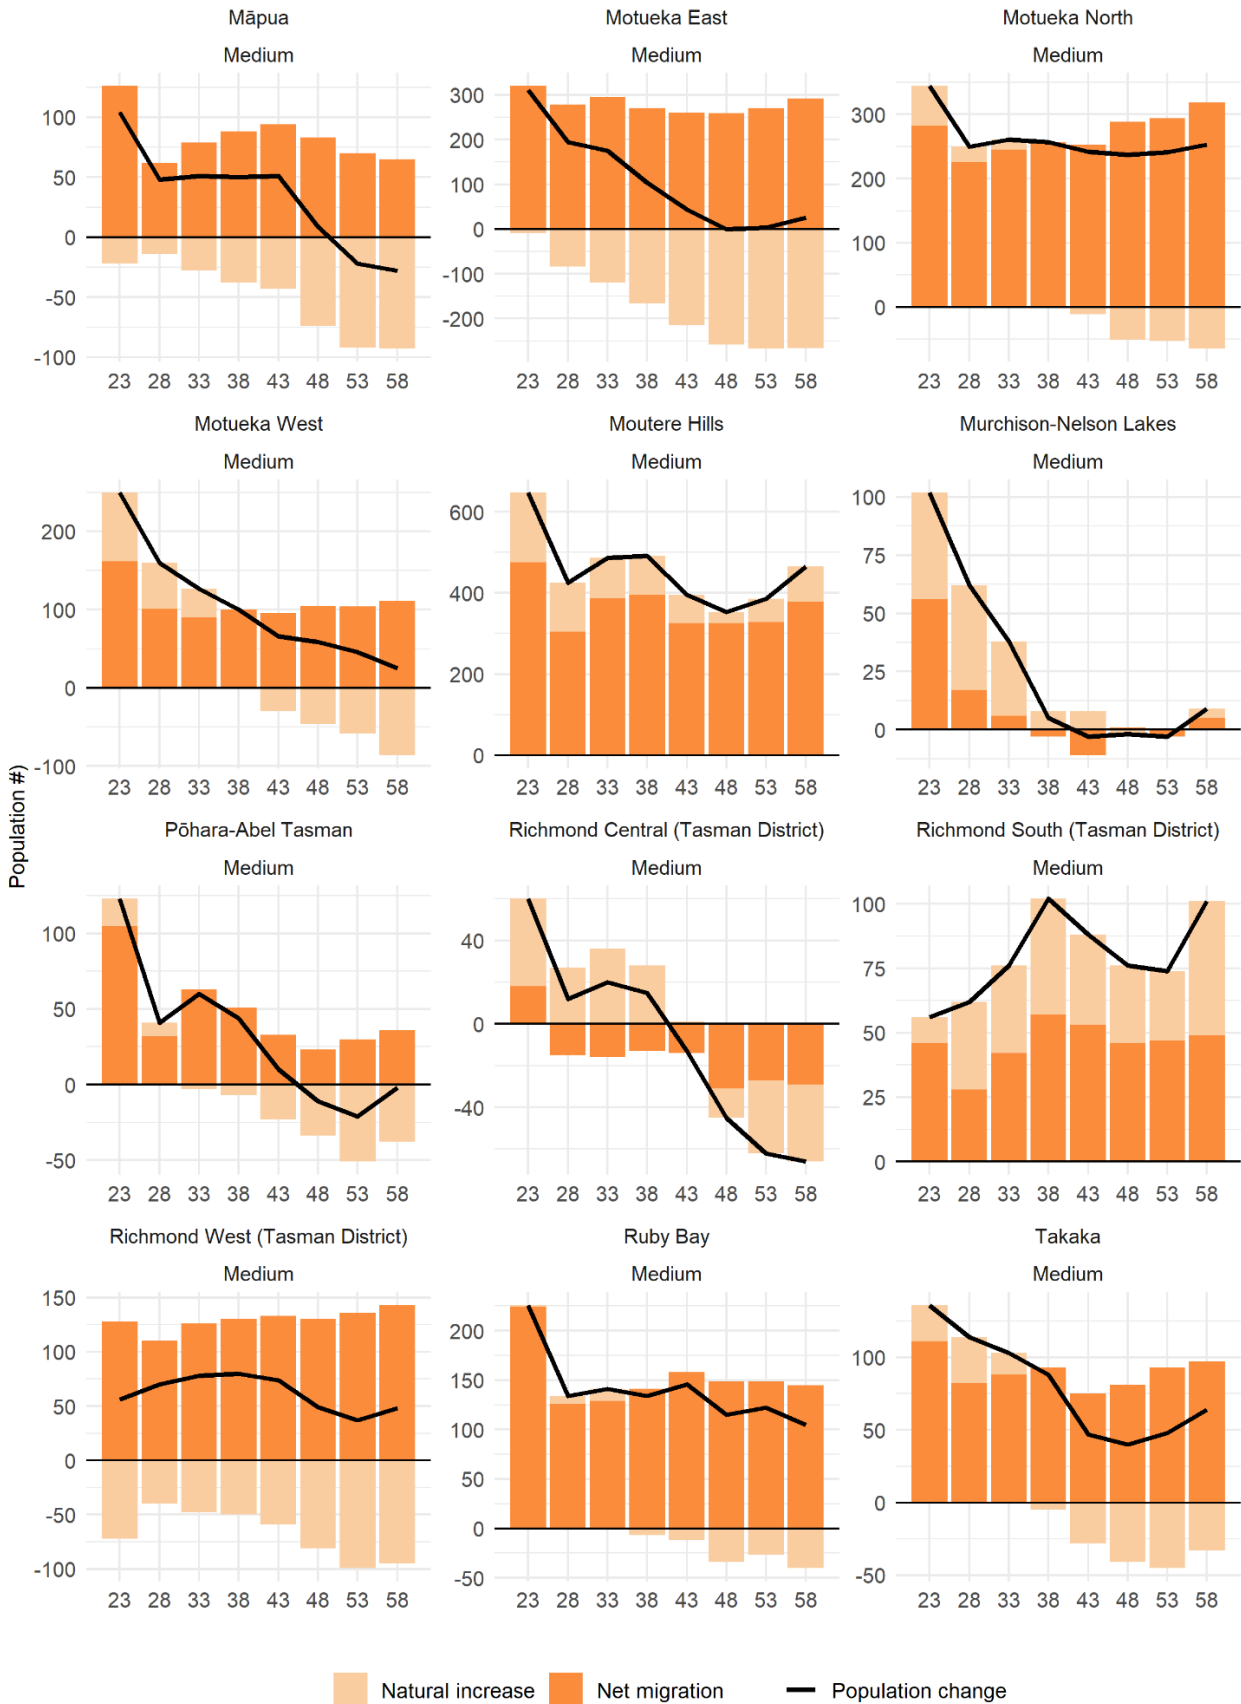 Māpua
Motueka East
Motueka North
Medium
Medium
Medium
100
50
0
-50
-100
300
200
100
0
-100
-200
300
200
100
0
23 28 33 38 43 48 53 58
23 28 33 38 43 48 53 58
23 28 33 38 43 48 53 58
Motueka West
Moutere Hills
Murchison-Nelson Lakes
Medium
Medium
Medium
200
100
0
-100
600
400
200
0
100
75
50
25
0
23 28 33 38 43 48 53 58
23 28 33 38 43 48 53 58
23 28 33 38 43 48 53 58
Population #)
Pōhara-Abel Tasman
Richmond Central (Tasman District)
Richmond South (Tasman District)
Medium
Medium
Medium
100
50
0
-50
40
0
-40
100
75
50
25
0
23 28 33 38 43 48 53 58
23 28 33 38 43 48 53 58
23 28 33 38 43 48 53 58
Richmond West (Tasman District)
Ruby Bay
Takaka
Medium
Medium
Medium
150
100
50
0
-50
-100
200
150
100
50
0
-50
100
50
0
-50
23 28 33 38 43 48 53 58
23 28 33 38 43 48 53 58
23 28 33 38 43 48 53 58
Natural increase Net migration Population change